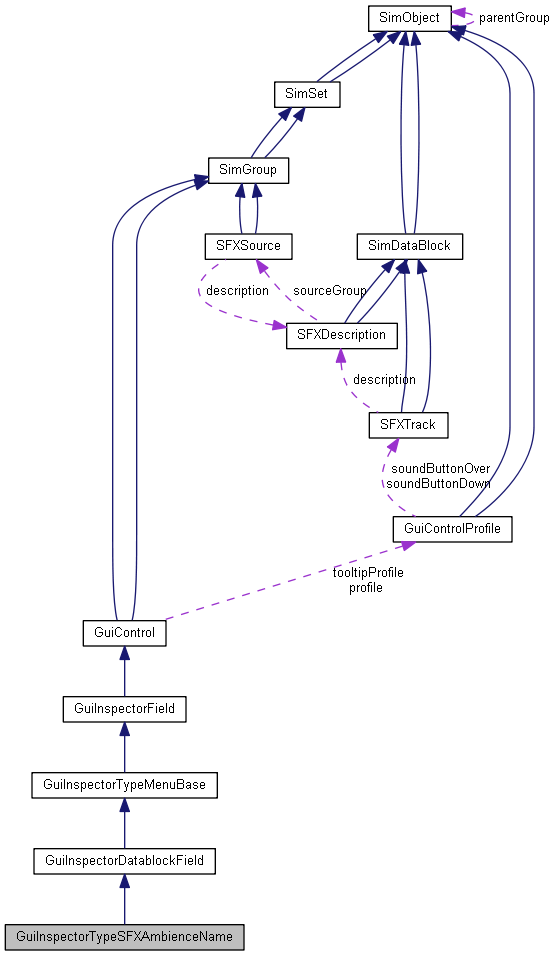 SimObject
parentGroup
SimSet
SimGroup
SFXSource
SimDataBlock
description
sourceGroup
SFXDescription
description
SFXTrack
soundButtonOver
soundButtonDown
GuiControlProfile
tooltipProfile
profile
GuiControl
GuiInspectorField
GuiInspectorTypeMenuBase
GuiInspectorDatablockField
GuiInspectorTypeSFXAmbienceName